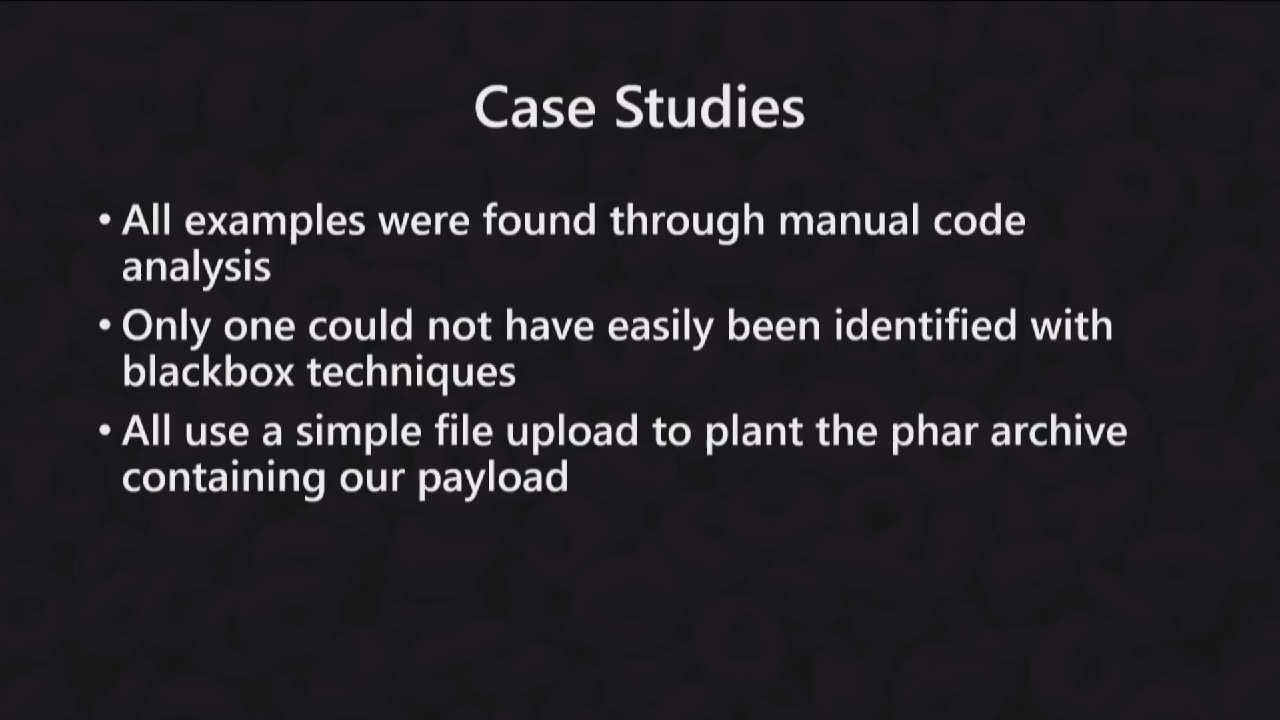 Case Studies
• All examples were found through manual code
analysis
• Only one could not have easily been identified with
blackbox techniques
• All use a simple file upload to plant the phar archive
containing our payload